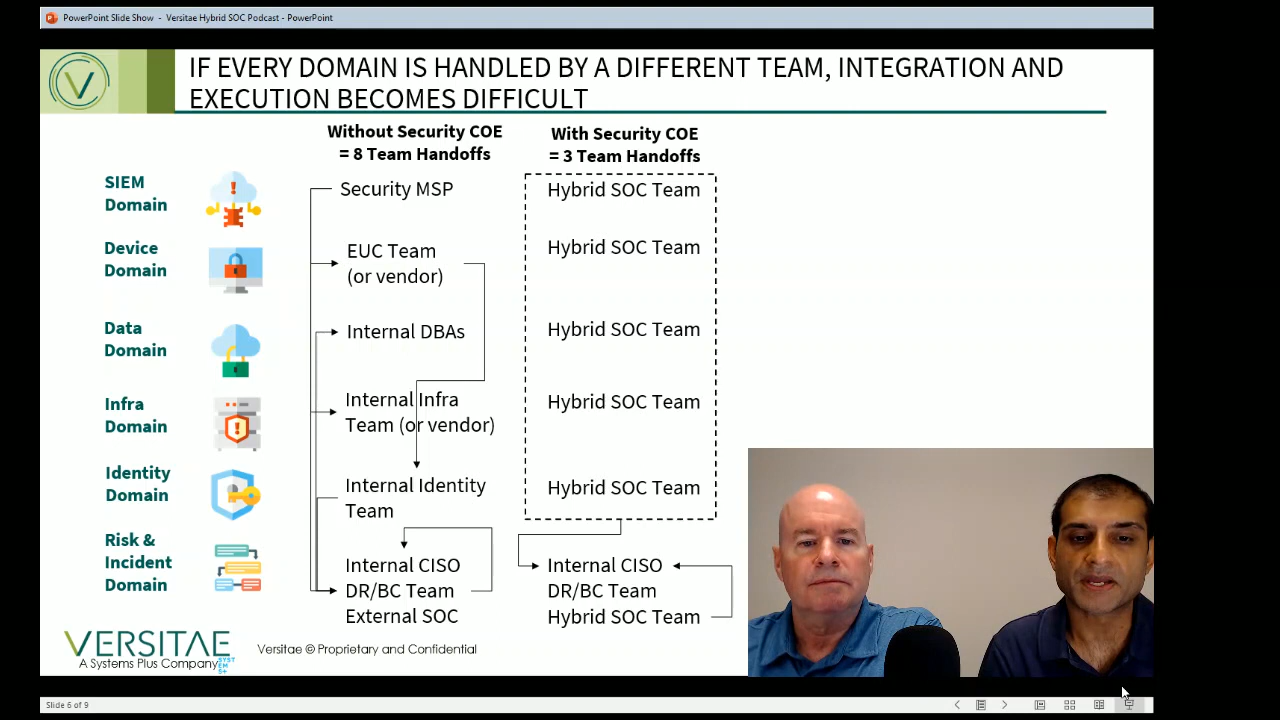 PowerPoint Slide Show - Versitae Hybrid SOC Podcast - PowerPoint
IF EVERY DOMAIN IS HANDLED BY A DIFFERENT TEAM, INTEGRATION AND
EXECUTION BECOMES DIFFICULT
Without Security COE
= 8 Team Handoffs
With Security COE
= 3 Team Handoffs
SIEM
Domain
Security MSP
Hybrid SOC Team
Device
Domain
EUC Team
(or vendor)
Hybrid SOC Team
Data
Domain
Internal DBAs
Hybrid SOC Team
Infra
Domain
Internal Infra
Team (or vendor)
Hybrid SOC Team
Identity
Domain
Internal Identity
Team
Hybrid SOC Team
Risk &
Incident
Domain
Internal CISO
DR/BC Team
External SOC
Internal CISO
DR/BC Team
Hybrid SOC Team
VERSITAE
A Systems Plus Company
SYST
EM
S+
Versitae © Proprietary and Confidential
Slide 6 of 9